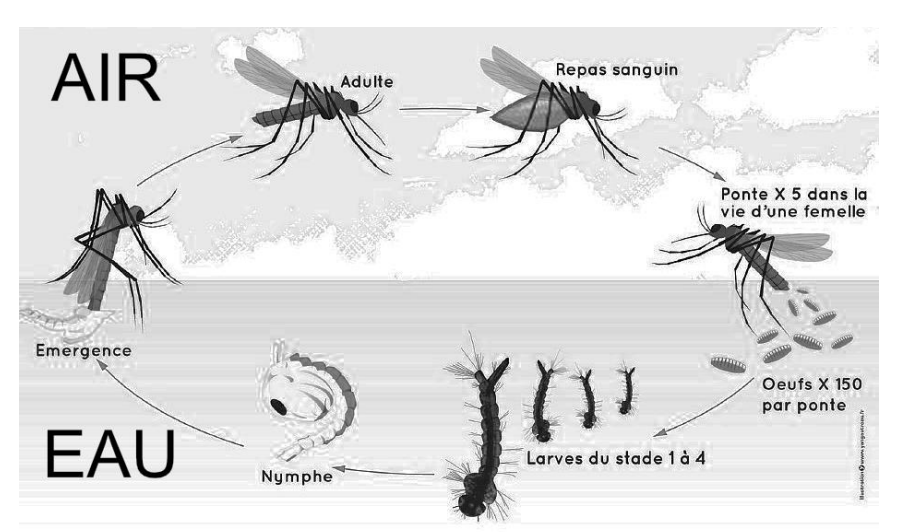 AIR
Adulte
Repas sanguin
Ponte X 5 dans la
vie d'une femelle
Emergence
Oeufs X 150
par ponte
EAU
Nymphe
Larves du stade 1 à 4